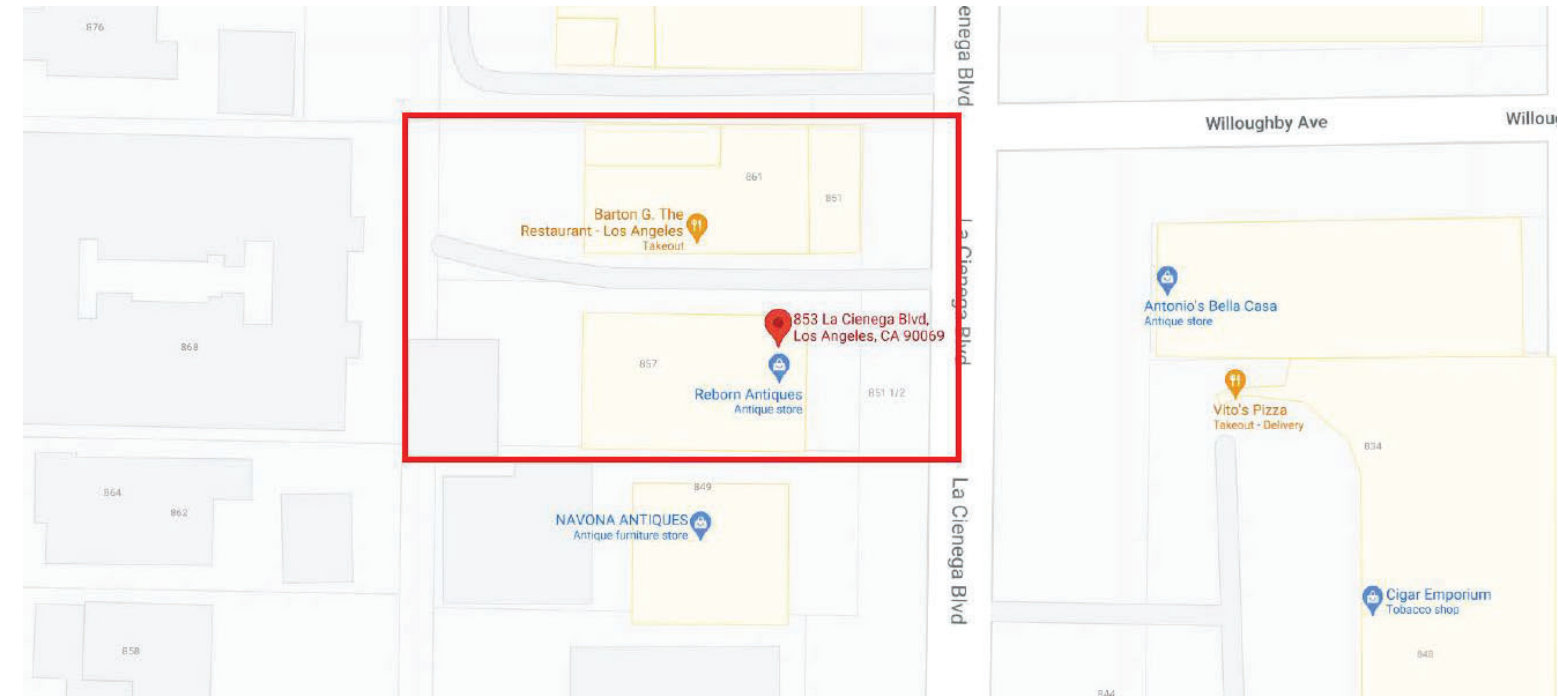 876
enega Blvd
Willoughby Ave
Willou
861
861
Barton G. The
Restaurant - Los Angeles
Takeout
La Cienega Blvd
853 La Cienega Blvd,
Los Angeles, CA 90069
868
857
Reborn Antiques
Antique store
851 1/2
Antonio's Bella Casa
Antique store
Vito's Pizza
Takeout - Delivery
834
864
862
849
NAVONA ANTIQUES
Antique furniture store
La Cienega Blvd
Cigar Emporium
Tobacco shop
858
848
844